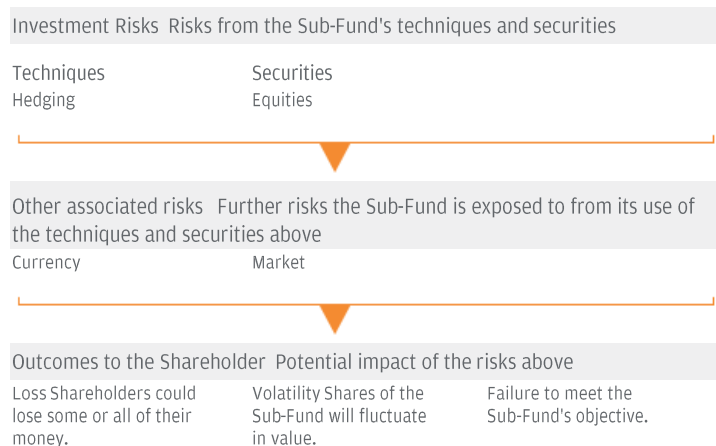 Investment Risks Risks from the Sub-Fund's techniques and securities
Techniques Securities
Hedging Equities
Other associated risks Further risks the Sub-Fund is exposed to from its use of
the techniques and securities above
Currency Market
Outcomes to the Shareholder Potential impact of the risks above
Loss Shareholders could
lose some or all of their
money.
Volatility Shares of the
Sub-Fund will fluctuate
in value.
Failure to meet the
Sub-Fund's objective.